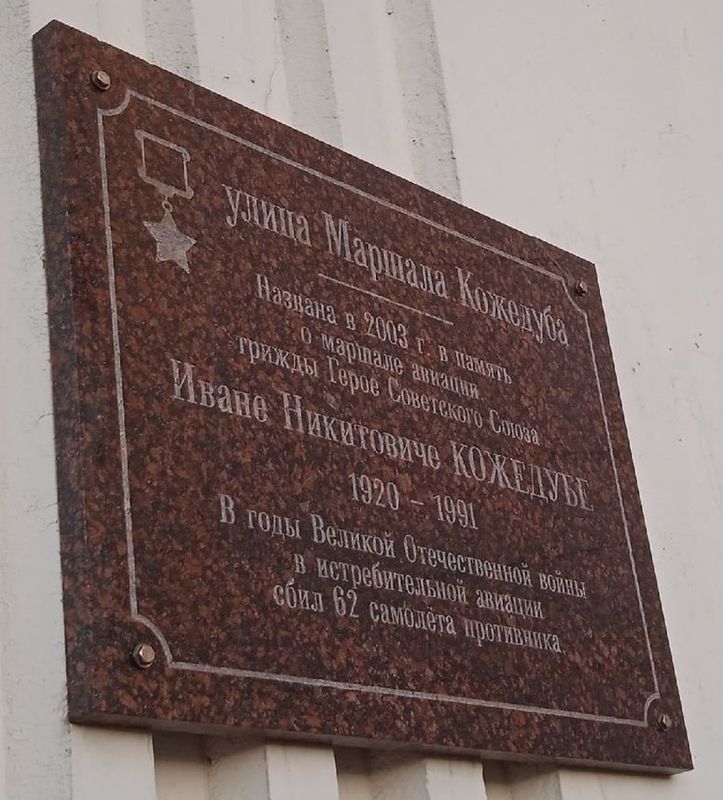 улица Маршала Кожедуба
Названа в 2003 г. в память
о маршале авиации
трижды Герое Советского Союза
Иване Никитовиче КОЖЕДУБЕ
1920 – 1991
В годы Великой Отечественной войны
в истребительной авиации
сбил 62 самолёта противника.